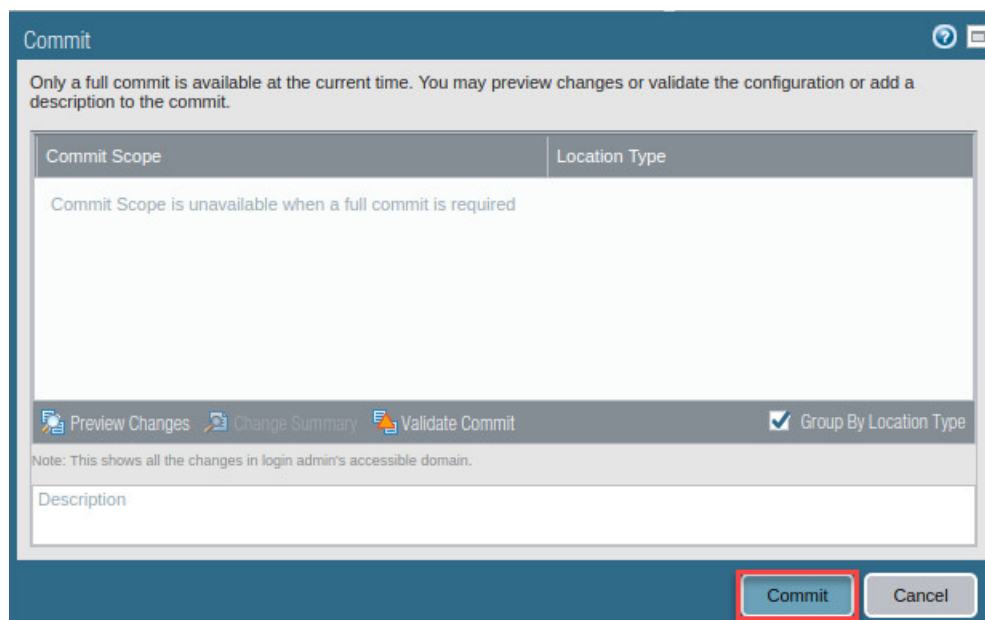 Commit
Only a full commit is available at the current time. You may preview changes or validate the configuration or add a
description to the commit.
Commit Scope
Location Type
Commit Scope is unavailable when a full commit is required
Preview Changes
Change Summary
Validate Commit
Group By Location Type
Note: This shows all the changes in login admin's accessible domain.
Description
Commit
Cancel